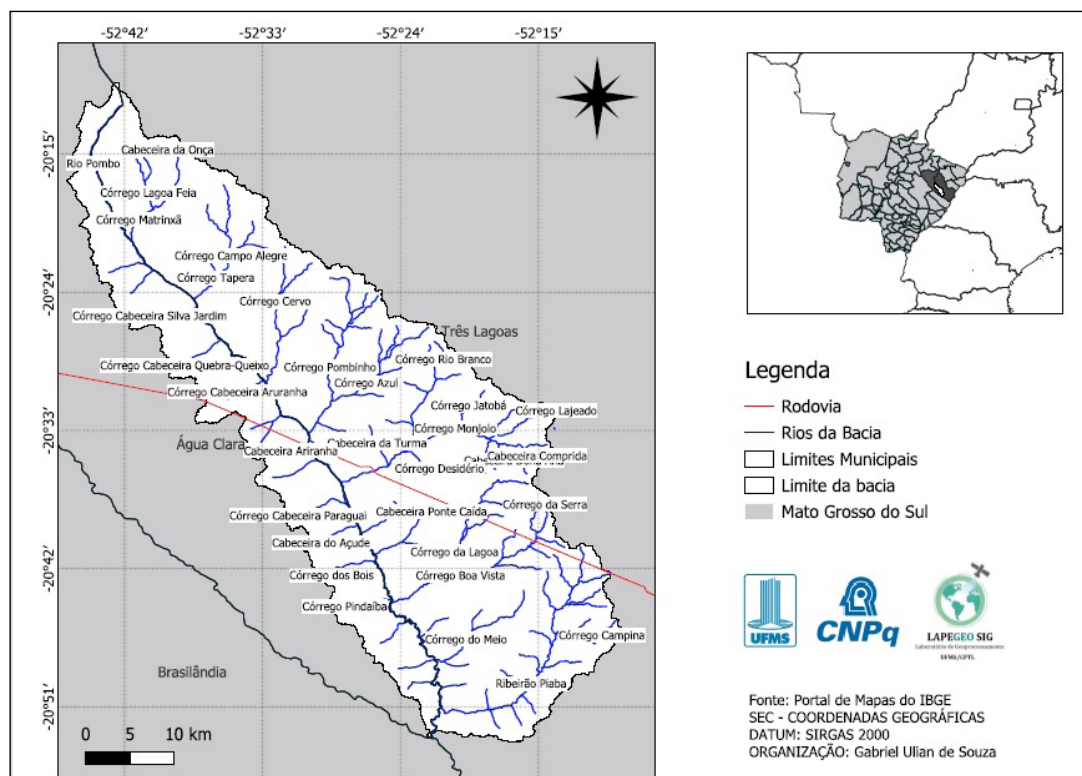 -52°42'
-52°33'
-52°24'
-52°15'
-20°15'
-20°24'
-20°33'
-20°42'
-20°51'
Cabeceira da Onça
Rio Pombo
Córrego Lagoa Feia
Córrego Matrinxã
Córrego Campo Alegre
Córrego Tapera
Córrego Cervo
Córrego Cabeceira Silva Jardim
Três Lagoas
Córrego Rio Branco
Córrego Cabeceira Quebra-Queixo
Córrego Pombinho
Córrego Azul
Córrego Cabeceira Aruranha
Córrego Jatobá
Córrego Lajeado
Córrego Monjolo
Água Clara
Cabeceira da Turma
Cabeceira Ariranha
Cabeceira Comprida
Córrego Desidério
Córrego da Serra
Córrego Cabeceira Paraguai
Cabeceira Ponte Caída
Cabeceira do Açude
Córrego da Lagoa
Córrego dos Bois
Córrego Boa Vista
Córrego Pindaíba
Córrego do Meio
Córrego Campina
Brasilândia
Ribeirão Piaba
0 5 10 km
Legenda
Rodovia
Rios da Bacia
Limites Municipais
Limite da bacia
Mato Grosso do Sul
UFMS
CNPq
LAPEGEO SIG
Laboratório de Geoprocessamento
UFMS/CPTL
Fonte: Portal de Mapas do IBGE
SEC - COORDENADAS GEOGRÁFICAS
DATUM: SIRGAS 2000
ORGANIZAÇÃO: Gabriel Ulian de Souza